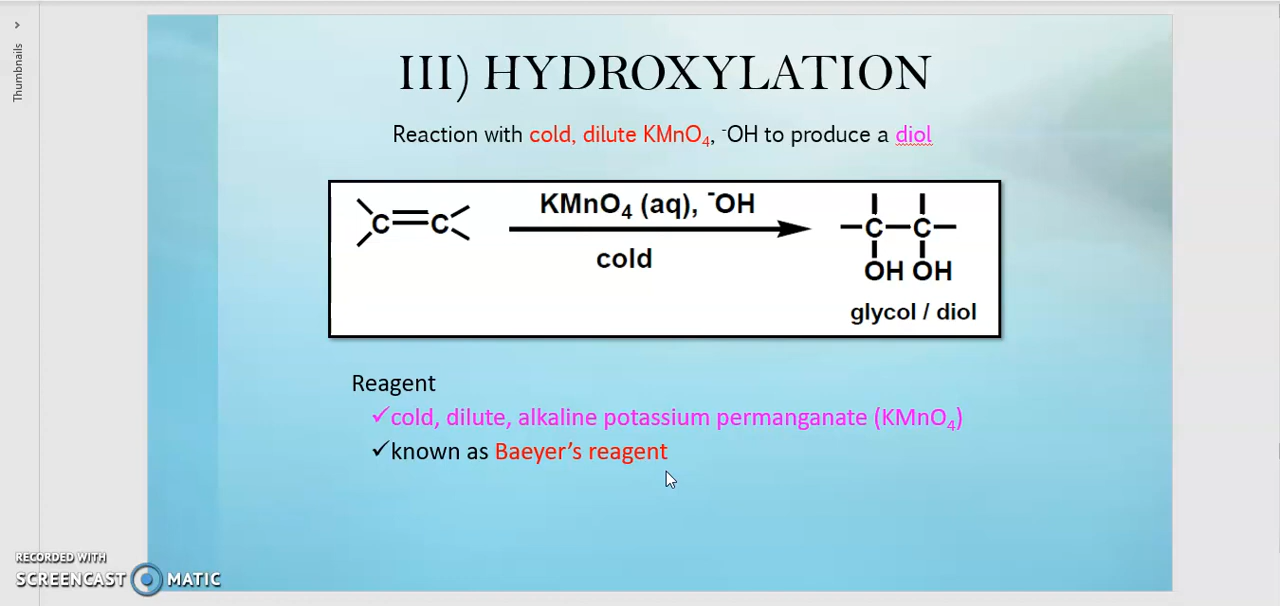 Thumbnails
III) HYDROXYLATION
Reaction with cold, dilute KMnO₄, ⁻OH to produce a diol
KMnO₄ (aq), ⁻OH
C=C
cold
C-C
OH OH
glycol / diol
Reagent
✓cold, dilute, alkaline potassium permanganate (KMnO₄)
✓known as Baeyer's reagent
RECORDED WITH
SCREENCAST MATIC